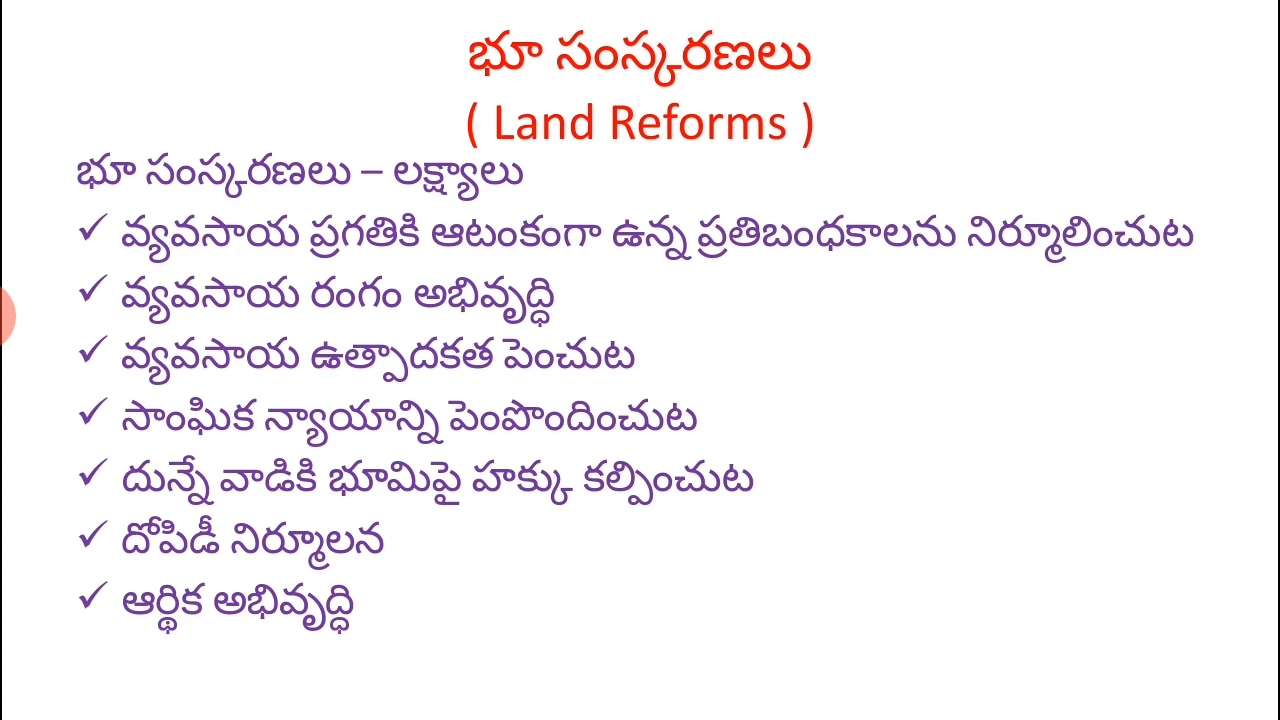 భూ సంస్కరణలు
( Land Reforms )
భూ సంస్కరణలు – లక్ష్యాలు
✓ వ్యవసాయ ప్రగతికి ఆటంకంగా ఉన్న ప్రతిబంధకాలను నిర్మూలించుట
✓ వ్యవసాయ రంగం అభివృద్ధి
✓ వ్యవసాయ ఉత్పాదకత పెంచుట
✓ సాంఘిక న్యాయాన్ని పెంపొందించుట
✓ దున్నే వాడికి భూమిపై హక్కు కల్పించుట
✓ దోపిడీ నిర్మూలన
✓ ఆర్థిక అభివృద్ధి